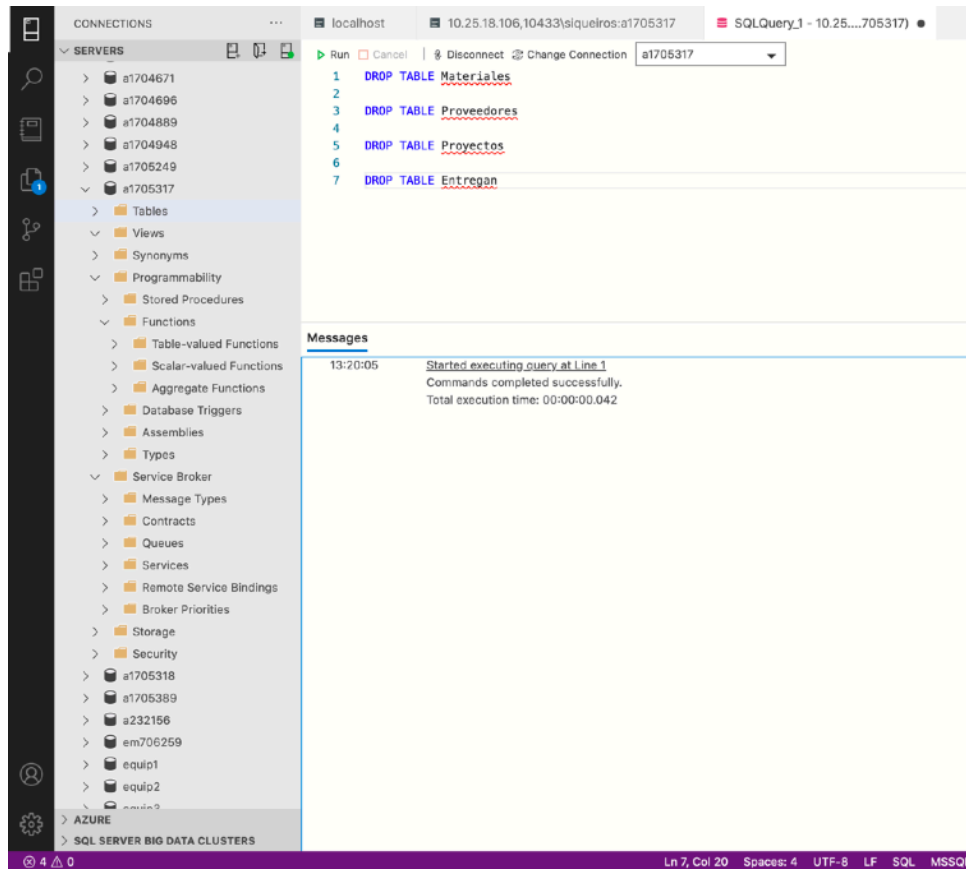 CONNECTIONS ...
SERVERS
a1704671
a1704696
a1704889
a1704948
a1705249
a1705317
Tables
Views
Synonyms
Programmability
Stored Procedures
Functions
Table-valued Functions
Scalar-valued Functions
Aggregate Functions
Database Triggers
Assemblies
Types
Service Broker
Message Types
Contracts
Queues
Services
Remote Service Bindings
Broker Priorities
Storage
Security
a1705318
a1705389
a232156
em706259
equip1
equip2
AZURE
SQL SERVER BIG DATA CLUSTERS
1
localhost 10.25.18.106,10433\siqueiros:a1705317 SQLQuery_1 - 10.25....705317)
Run Cancel Disconnect Change Connection a1705317
1 DROP TABLE Materiales
2
3 DROP TABLE Proveedores
4
5 DROP TABLE Proyectos
6
7 DROP TABLE Entregan
Messages
13:20:05 Started executing query at Line 1
Commands completed successfully.
Total execution time: 00:00:00.042
4 0 Ln 7, Col 20 Spaces: 4 UTF-8 LF SQL MSSQL